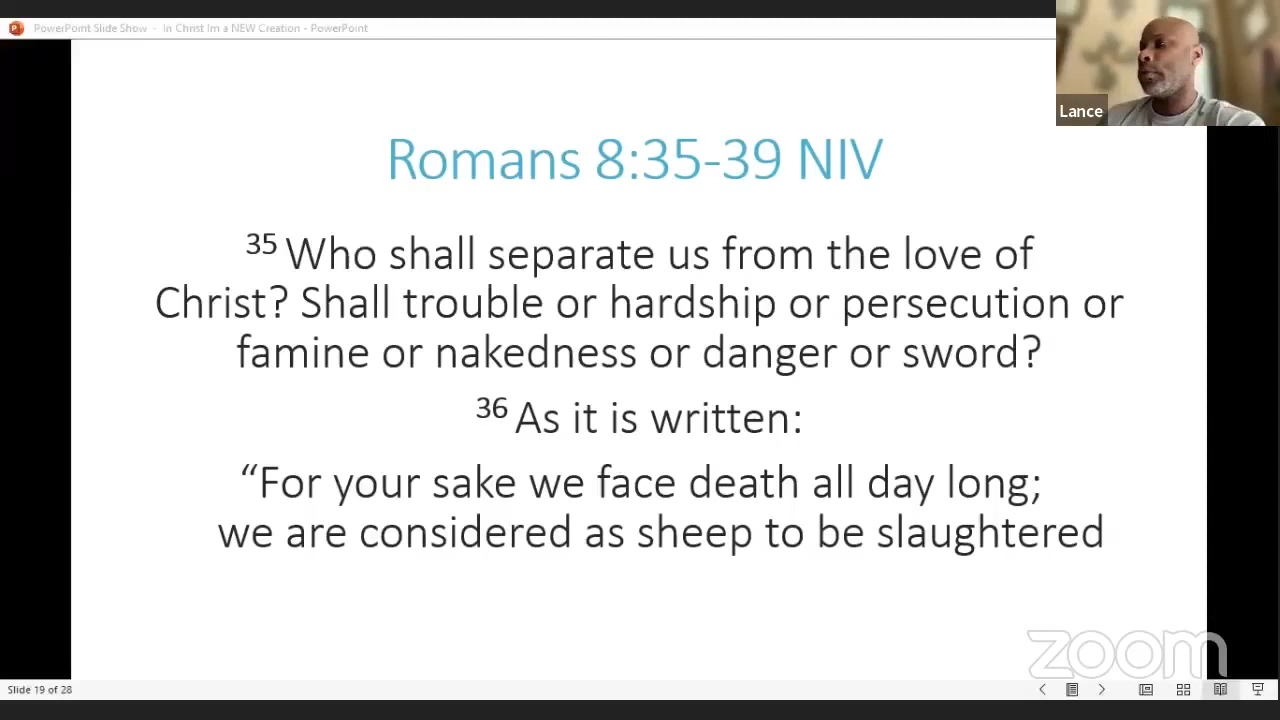 PowerPoint Slide Show - In Christ Im a NEW Creation - PowerPoint
Lance
Romans 8:35-39 NIV
35 Who shall separate us from the love of
Christ? Shall trouble or hardship or persecution or
famine or nakedness or danger or sword?
36 As it is written:
“For your sake we face death all day long;
we are considered as sheep to be slaughtered
zoom
Slide 19 of 28